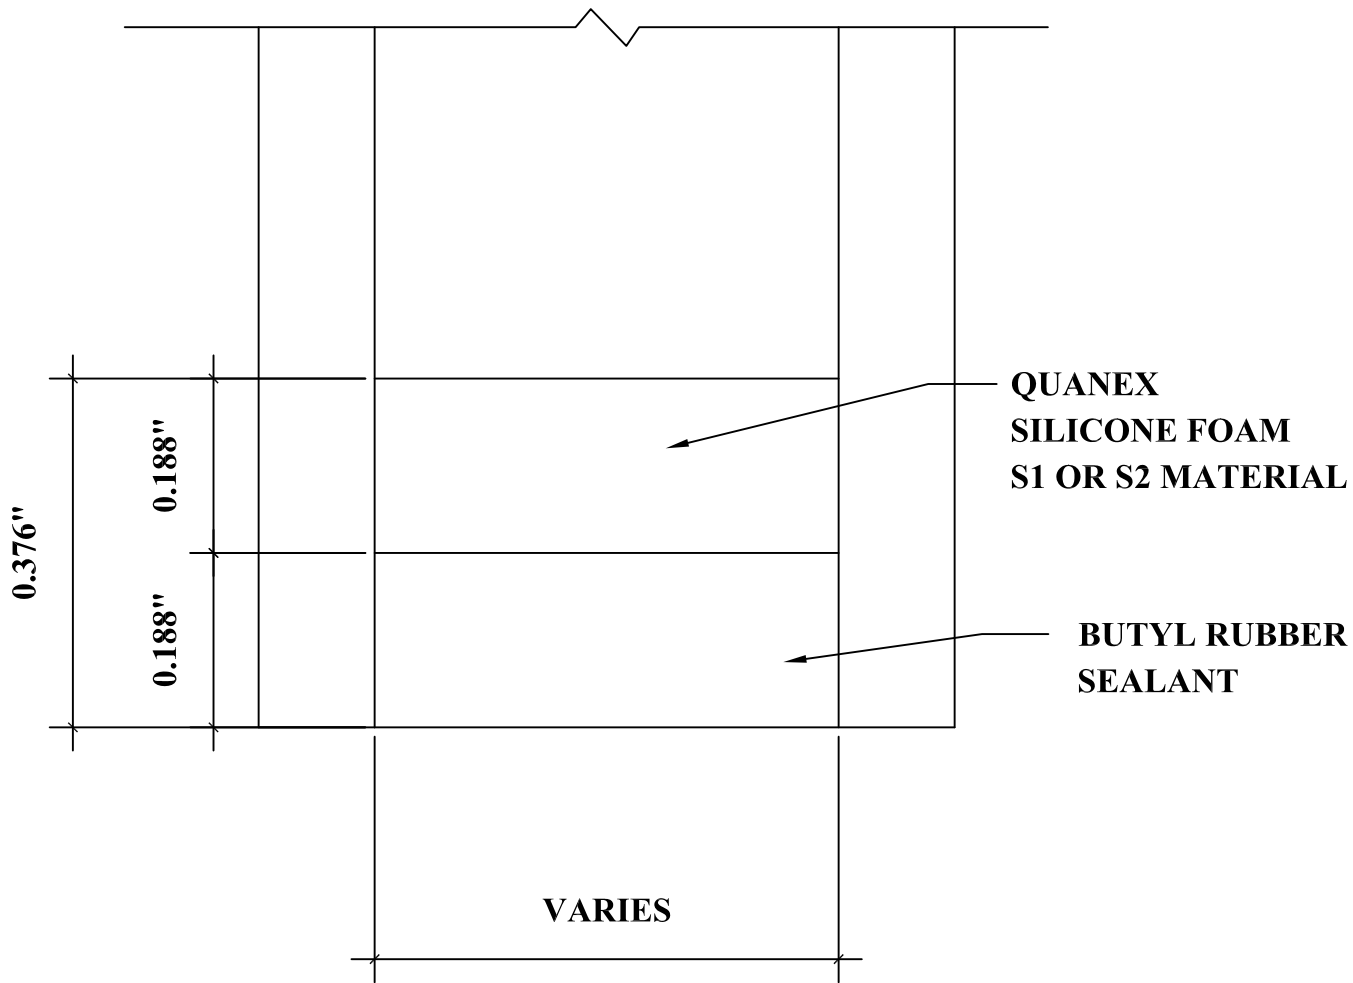 QUANEX
SILICONE FOAM
S1 OR S2 MATERIAL
0.188"
0.376"
0.188"
BUTYL RUBBER
SEALANT
VARIES